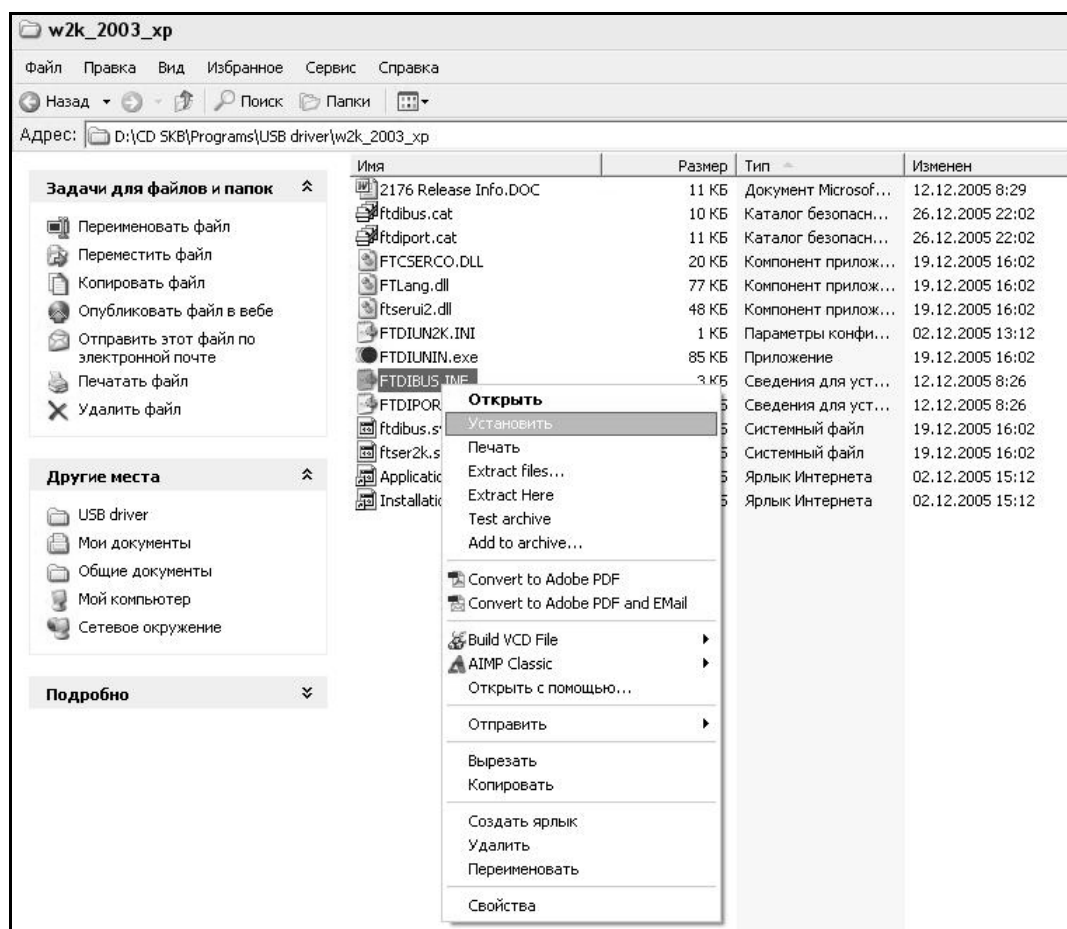 w2k_2003_xp
Файл Правка Вид Избранное Сервис Справка
Назад Поиск Папки
Адрес: D:\CD SKB\Programs\USB driver\w2k_2003_xp
Задачи для файлов и папок
Переименовать файл
Переместить файл
Копировать файл
Опубликовать файл в вебе
Отправить этот файл по
электронной почте
Печатать файл
Удалить файл
Другие места
USB driver
Мои документы
Общие документы
Мой компьютер
Сетевое окружение
Подробно
Имя Размер Тип Изменен
2176 Release Info.DOC 11 КБ Документ Microsof... 12.12.2005 8:29
ftdibus.cat 10 КБ Каталог безопасн... 26.12.2005 22:02
ftdiport.cat 11 КБ Каталог безопасн... 26.12.2005 22:02
FTCSERCO.DLL 20 КБ Компонент прилож... 19.12.2005 16:02
FTLang.dll 77 КБ Компонент прилож... 19.12.2005 16:02
ftserui2.dll 48 КБ Компонент прилож... 19.12.2005 16:02
FTDIUN2K.INI 1 КБ Параметры конфи... 02.12.2005 13:12
FTDIUNIN.exe 85 КБ Приложение 19.12.2005 16:02
FTDIBUS.INF 3 КБ Сведения для уст... 12.12.2005 8:26
FTDIPOR Б Сведения для уст... 12.12.2005 8:26
ftdibus.s Б Системный файл 19.12.2005 16:02
ftser2k.s Б Системный файл 19.12.2005 16:02
Applicatio Б Ярлык Интернета 02.12.2005 15:12
Installatio Б Ярлык Интернета 02.12.2005 15:12
Открыть
Установить
Печать
Extract files...
Extract Here
Test archive
Add to archive...
Convert to Adobe PDF
Convert to Adobe PDF and EMail
Build VCD File
AIMP Classic
Открыть с помощью...
Отправить
Вырезать
Копировать
Создать ярлык
Удалить
Переименовать
Свойства